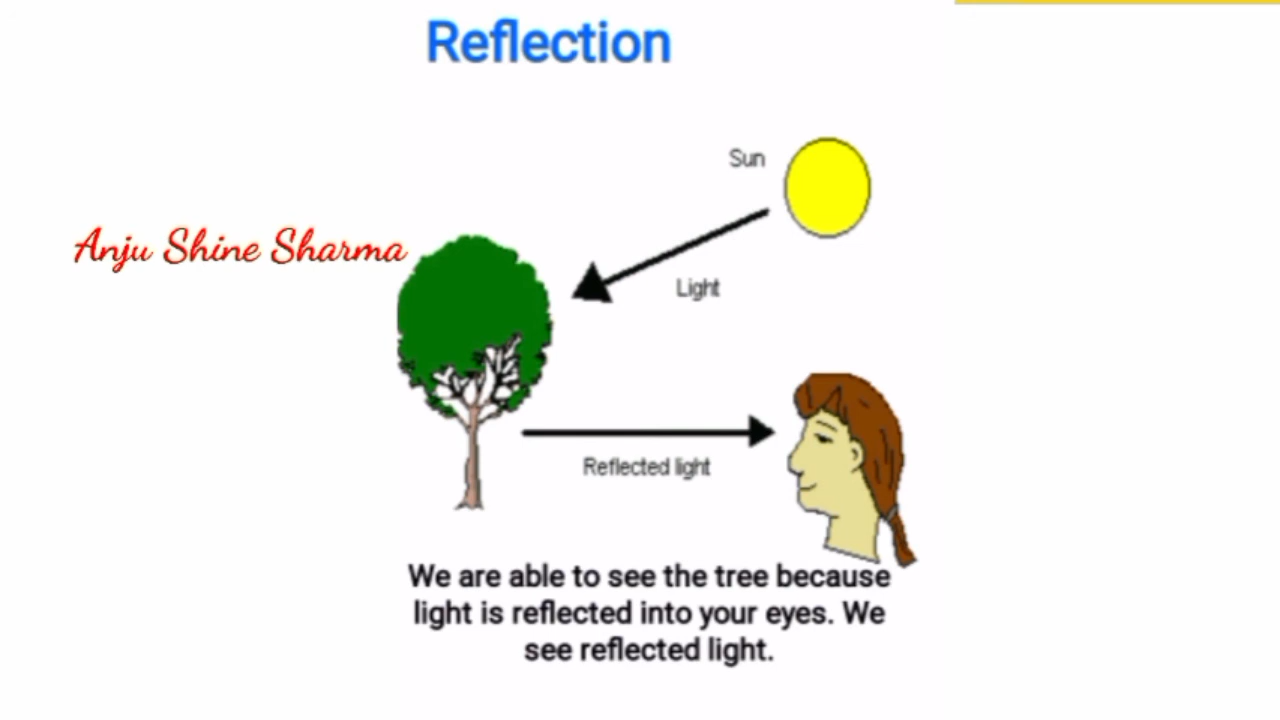 Reflection
Sun
Anju Shine Sharma
Light
Reflected light
We are able to see the tree because
light is reflected into your eyes. We
see reflected light.